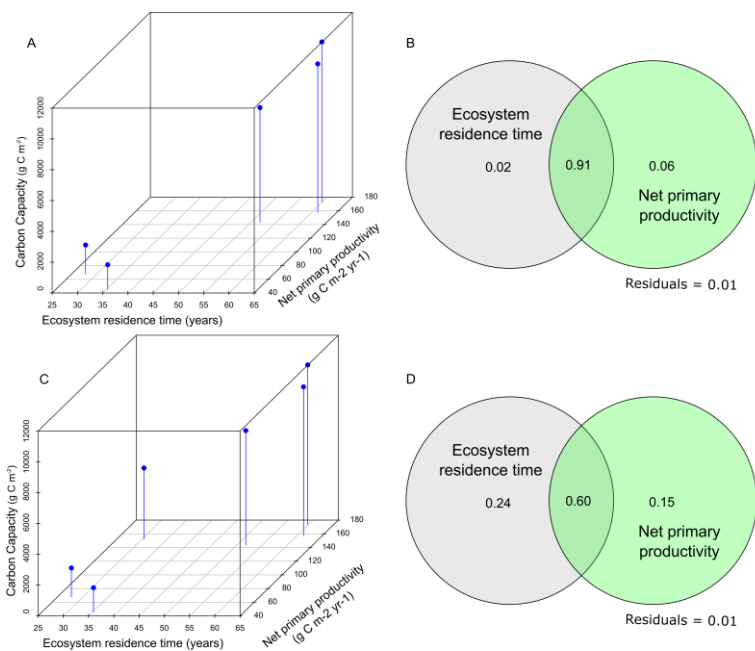 A
Carbon Capacity (g C m-2)
0
2000
4000
6000
8000
10000
12000
25 30 35 40 45 50 55 60 65
Ecosystem residence time (years)
40
60
80
100
120
140
160
180
Net primary productivity
(g C m-2 yr-1)
B
Ecosystem
residence time
0.02
0.91
0.06
Net primary
productivity
Residuals = 0.01
C
Carbon Capacity (g C m-²)
0
2000
4000
6000
8000
10000
12000
25 30 35 40 45 50 55 60 65
Ecosystem residence time (years)
40
60
80
100
120
140
160
180
Net primary productivity
(g C m-2 yr-1)
D
Ecosystem
residence time
0.24
0.60
0.15
Net primary
productivity
Residuals = 0.01